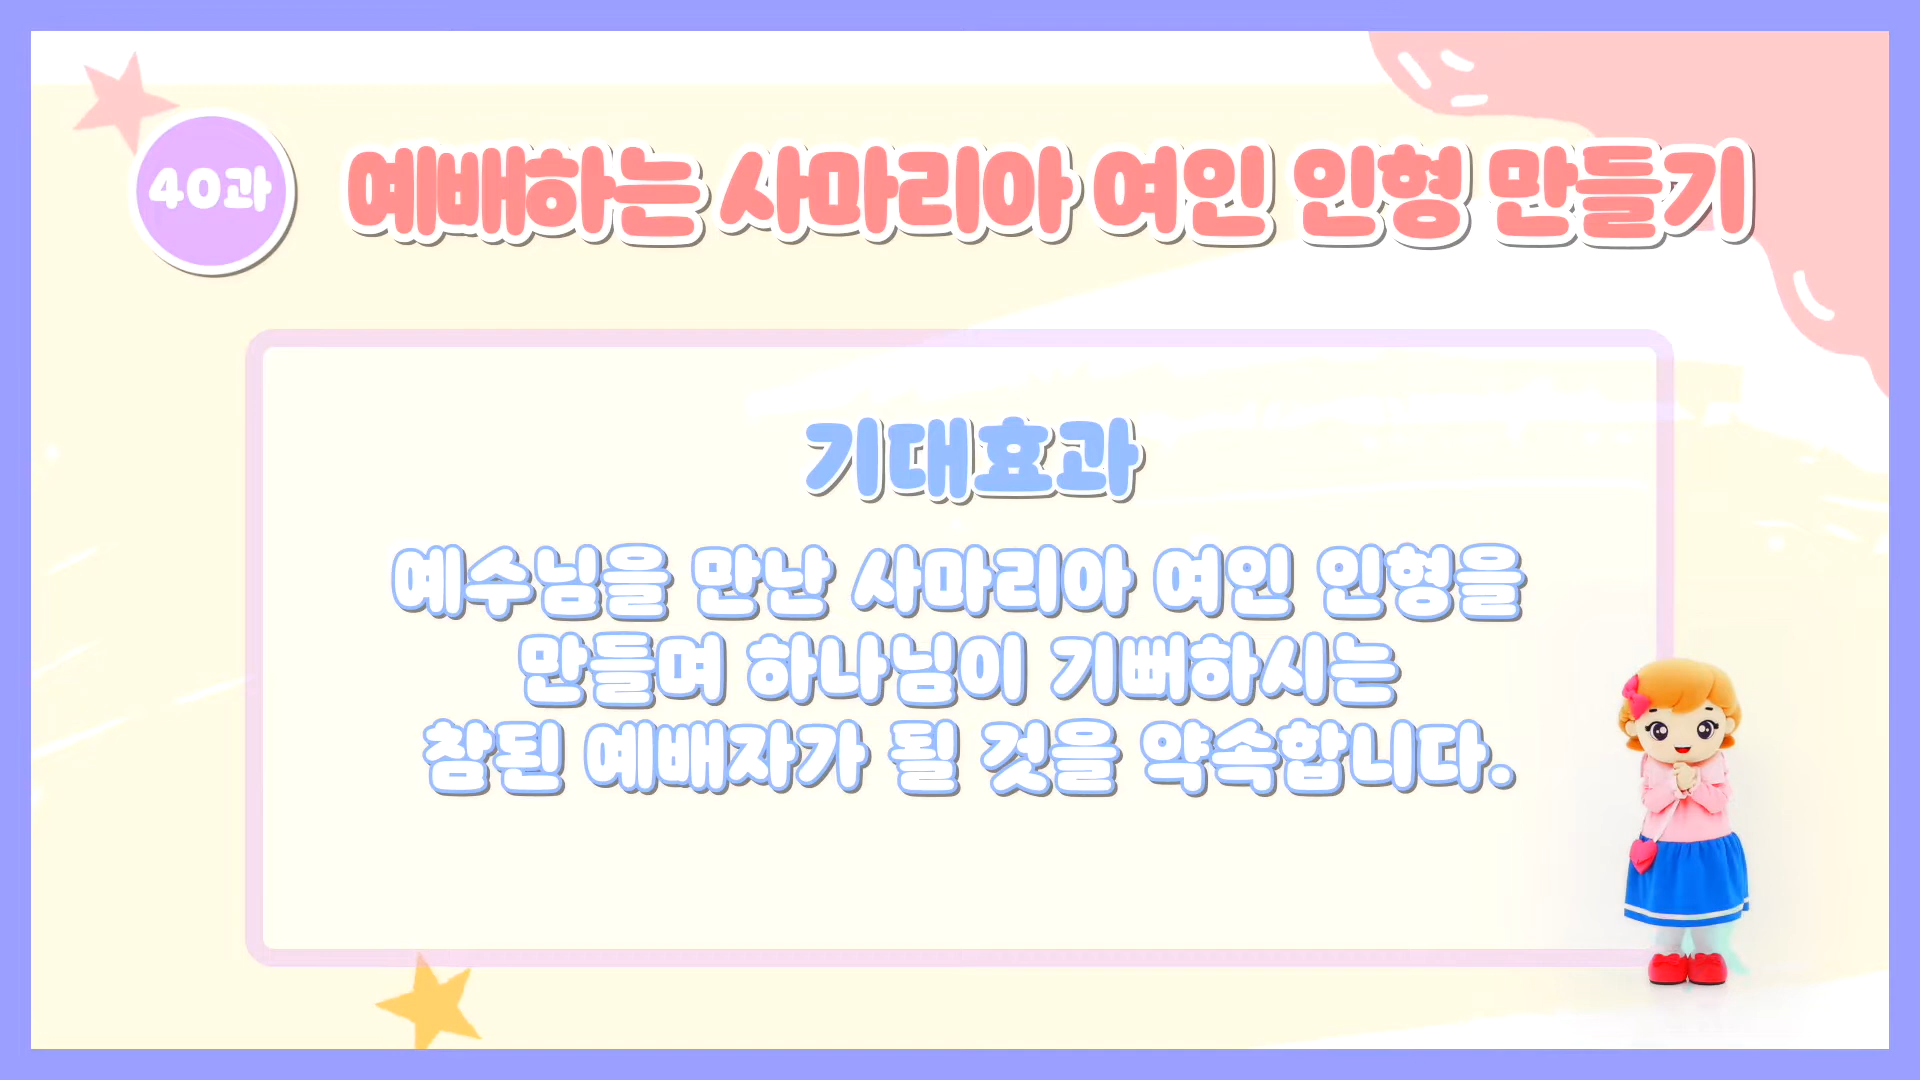 40과
예배하는 사마리아 여인 인형 만들기
기대효과
예수님을 만난 사마리아 여인 인형을
만들며 하나님이 기뻐하시는
참된 예배자가 될 것을 약속합니다.